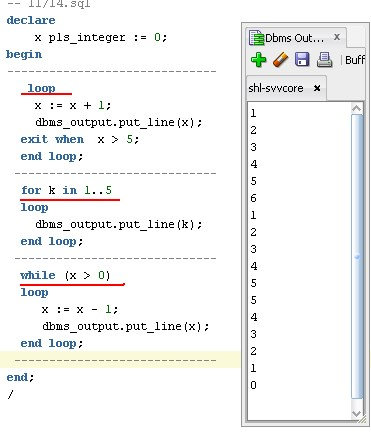 -- 11/14.sql
declare
x pls_integer := 0;
begin
----------------------------
loop
x := x + 1;
dbms_output.put_line(x);
exit when x > 5;
end loop;
----------------------------
for k in 1..5
loop
dbms_output.put_line(k);
end loop;
----------------------------
while (x > 0)
loop
x := x - 1;
dbms_output.put_line(x);
end loop;
----------------------------
end;
/
Dbms Out... x
Buff
shl-svvcore x
1
2
3
4
5
6
1
2
3
4
5
5
4
3
2
1
0